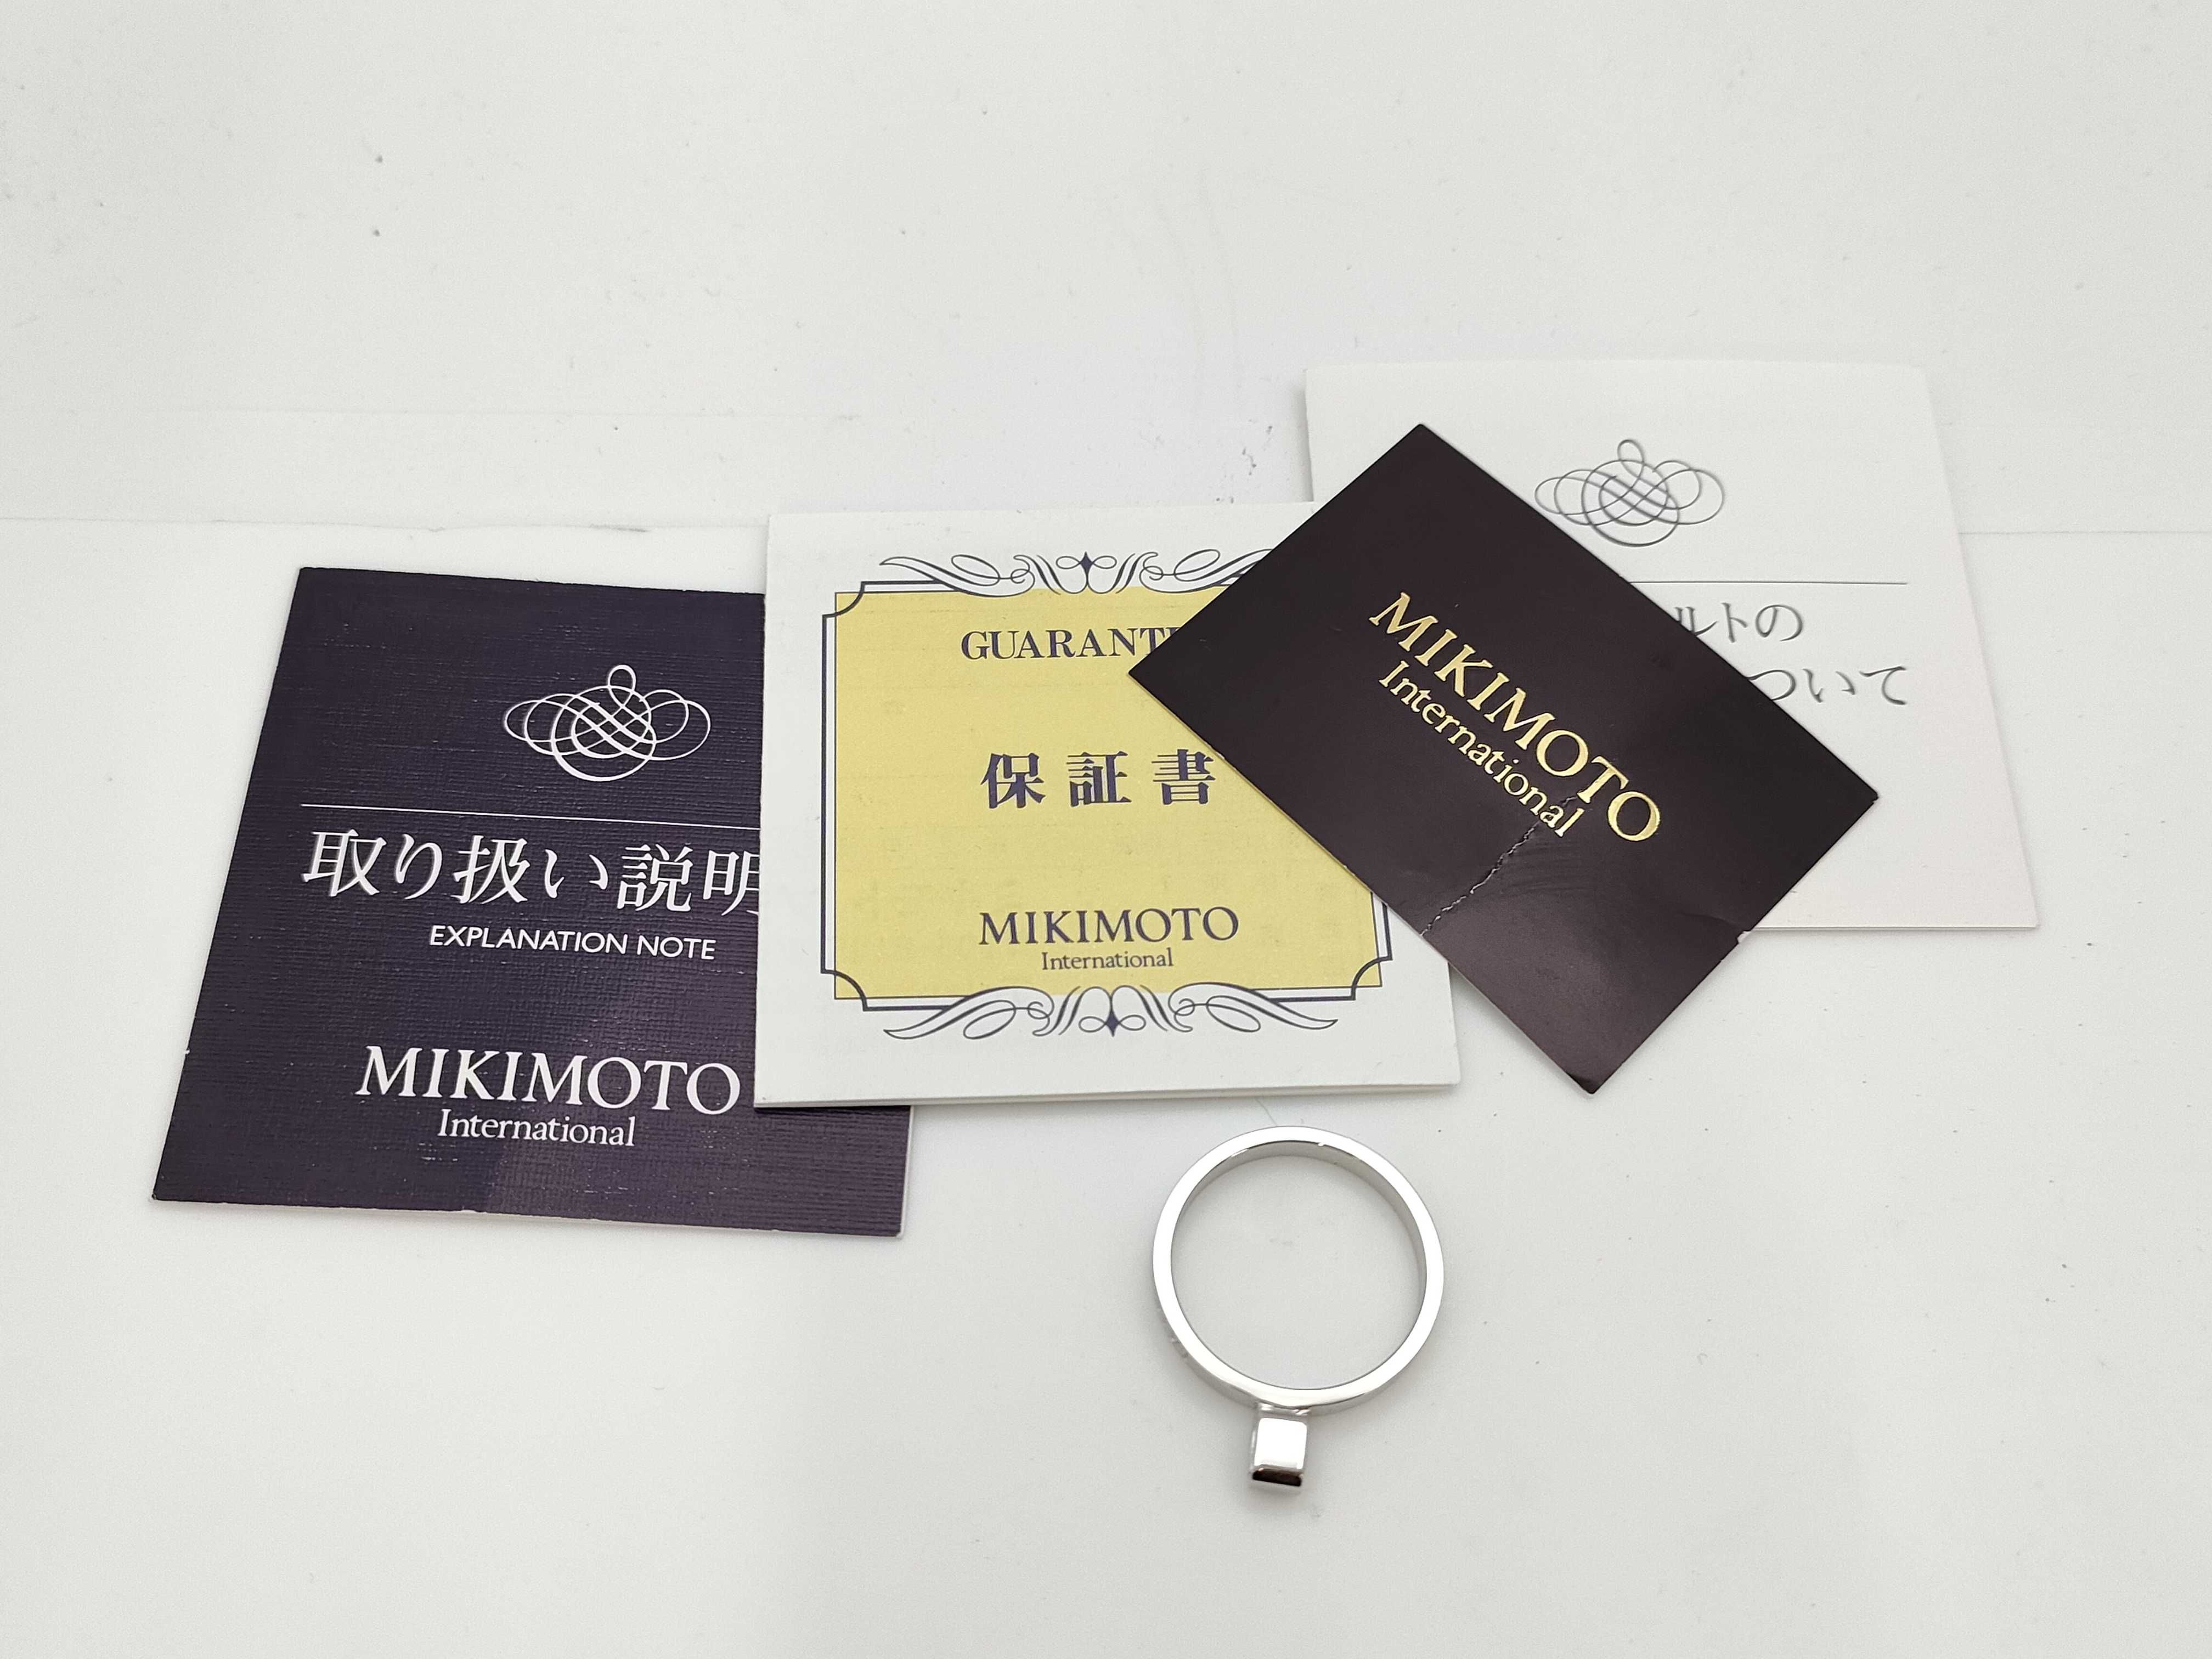 取り扱い説明
EXPLANATION NOTE
MIKIMOTO
International
GUARANT
保証書
MIKIMOTO
International
MIKIMOTO
International
ルトの
ついて